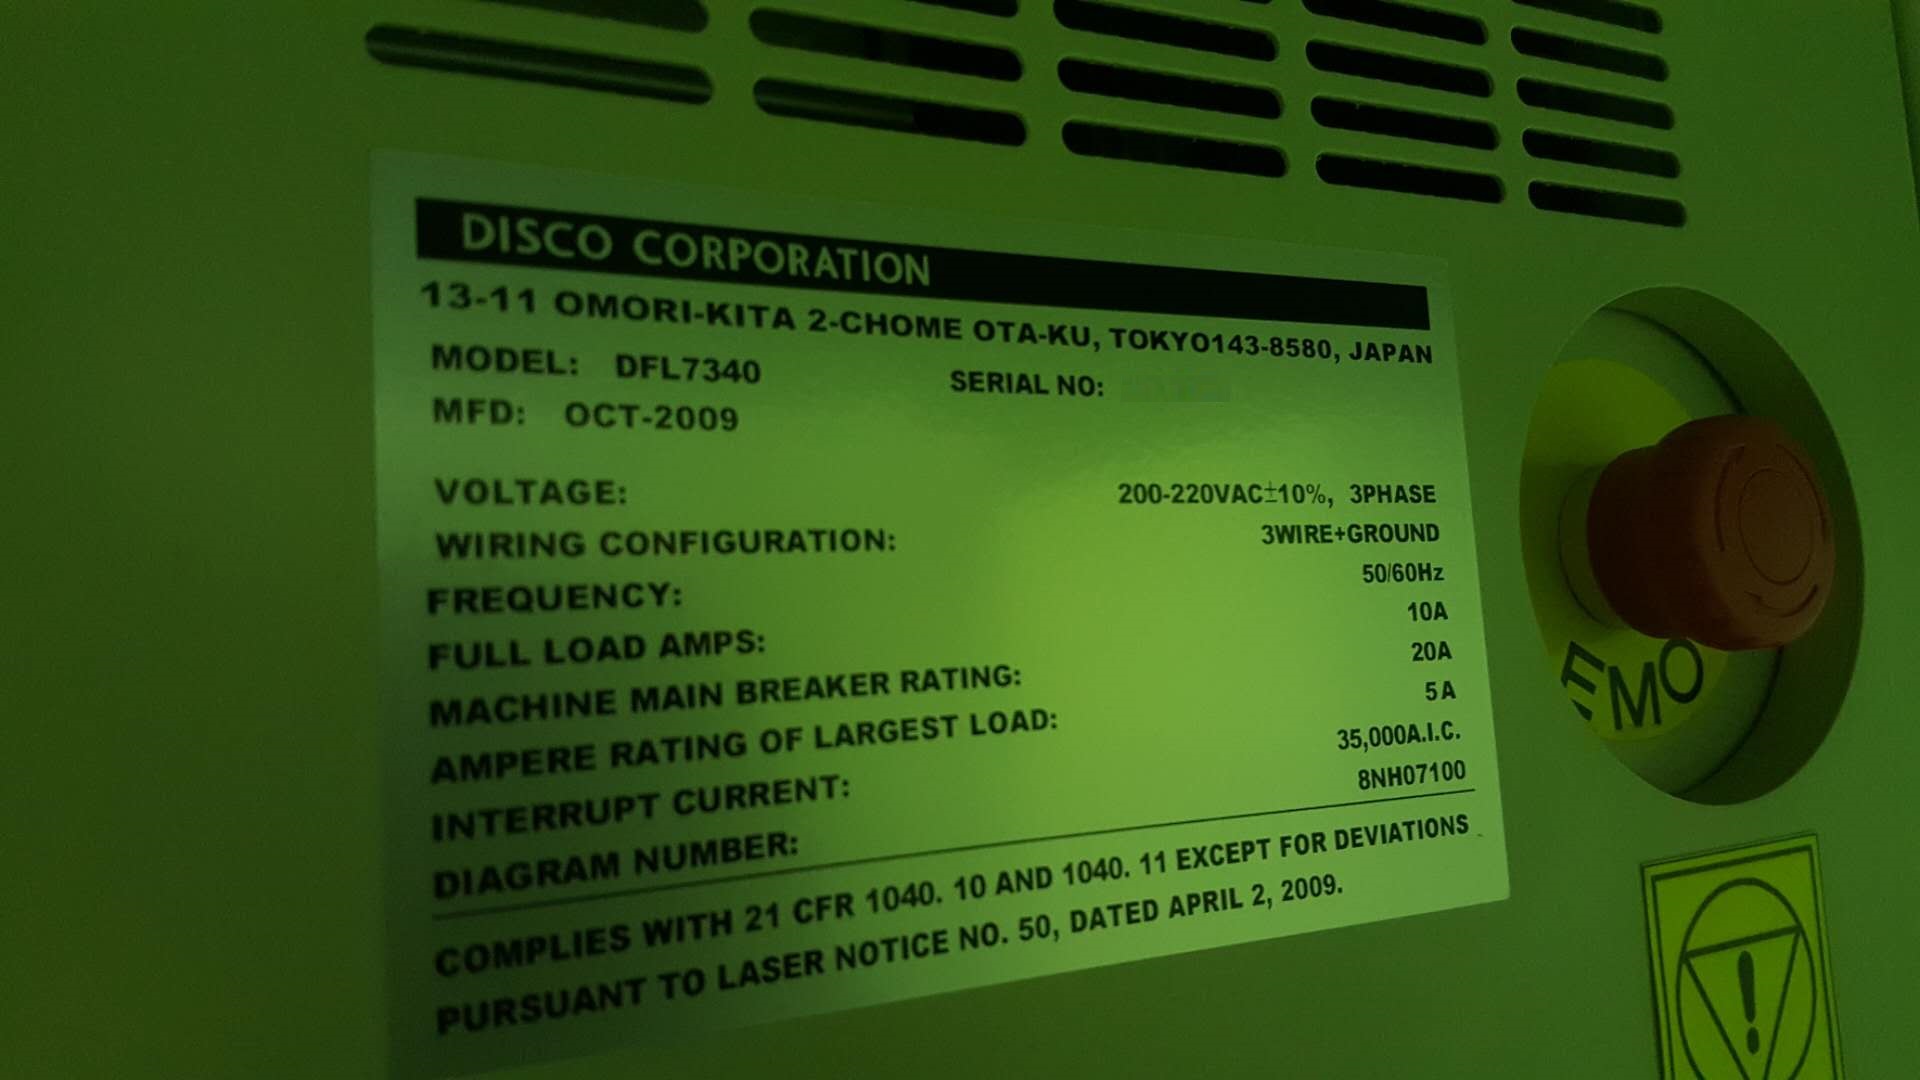 DISCO CORPORATION
13-11 OMORI-KITA 2-CHOME OTA-KU, TOKYO143-8580, JAPAN
MODEL: DFL7340 SERIAL NO:
MFD: OCT-2009
VOLTAGE: 200-220VAC±10%, 3PHASE
WIRING CONFIGURATION: 3WIRE+GROUND
FREQUENCY: 50/60Hz
FULL LOAD AMPS: 10A
MACHINE MAIN BREAKER RATING: 20A
AMPERE RATING OF LARGEST LOAD: 5A
INTERRUPT CURRENT: 35,000A.I.C.
DIAGRAM NUMBER: 8NH07100
COMPLIES WITH 21 CFR 1040. 10 AND 1040. 11 EXCEPT FOR DEVIATIONS
PURSUANT TO LASER NOTICE NO. 50, DATED APRIL 2, 2009.
EMO
!